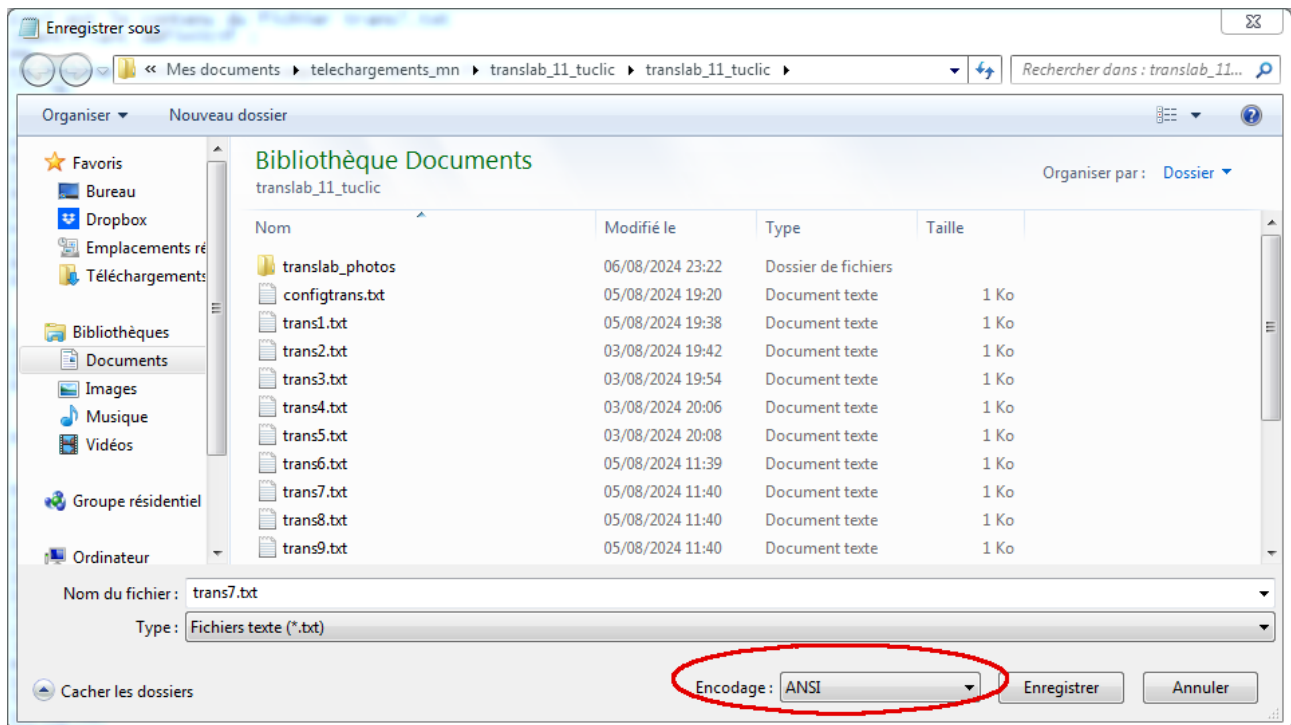 Enregistrer sous
« Mes documents telechargements_mn translab_11_tuclic translab_11_tuclic
Rechercher dans : translab_11...
Organiser Nouveau dossier
Favoris
Bureau
Dropbox
Emplacements ré
Téléchargements
Bibliothèques
Documents
Images
Musique
Vidéos
Groupe résidentiel
Ordinateur
Bibliothèque Documents
translab_11_tuclic
Organiser par : Dossier
Nom Modifié le Type Taille
translab_photos 06/08/2024 23:22 Dossier de fichiers
configtrans.txt 05/08/2024 19:20 Document texte 1 Ko
trans1.txt 05/08/2024 19:38 Document texte 1 Ko
trans2.txt 03/08/2024 19:42 Document texte 1 Ko
trans3.txt 03/08/2024 19:54 Document texte 1 Ko
trans4.txt 03/08/2024 20:06 Document texte 1 Ko
trans5.txt 03/08/2024 20:08 Document texte 1 Ko
trans6.txt 05/08/2024 11:39 Document texte 1 Ko
trans7.txt 05/08/2024 11:40 Document texte 1 Ko
trans8.txt 05/08/2024 11:40 Document texte 1 Ko
trans9.txt 05/08/2024 11:40 Document texte 1 Ko
Nom du fichier : trans7.txt
Type : Fichiers texte (*.txt)
Cacher les dossiers
Encodage : ANSI
Enregistrer
Annuler